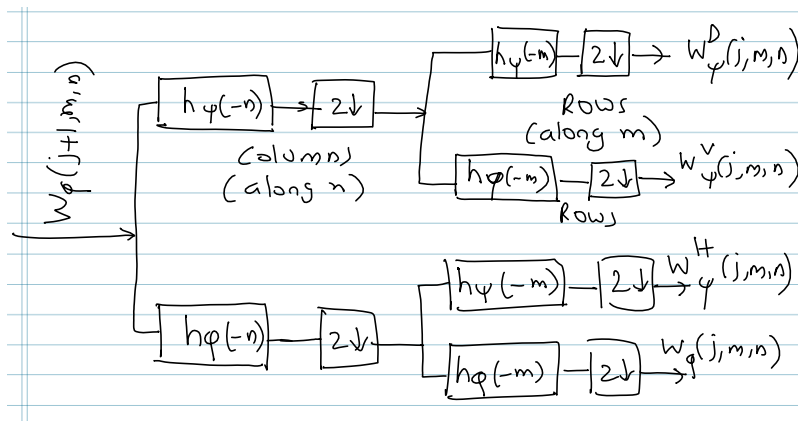 Wφ(j+1,m,n)
hψ(-n)
2↓
COLUMNS
(along n)
hψ(-m)
2↓
W^D_ψ(j,m,n)
ROWS
(along m)
hφ(-m)
2↓
W^V_ψ(j,m,n)
ROWS
hφ(-n)
2↓
hψ(-m)
2↓
W^H_ψ(j,m,n)
hφ(-m)
2↓
Wφ(j,m,n)